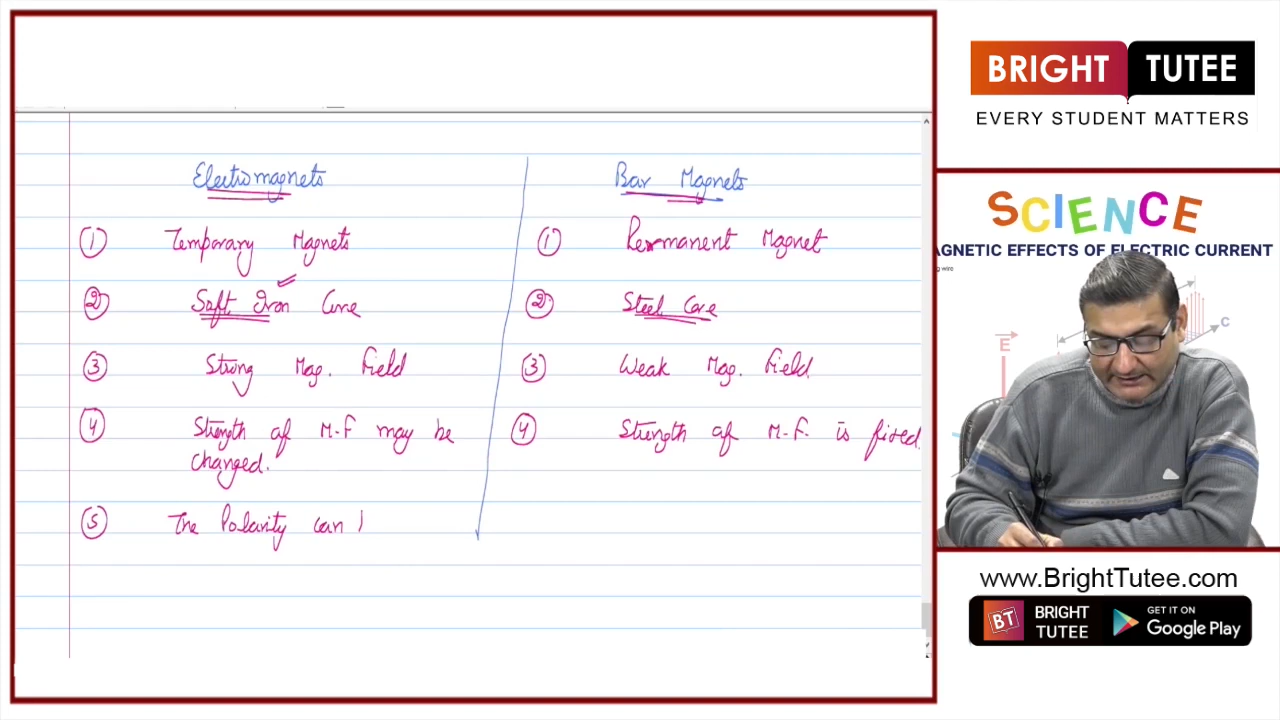 BRIGHT TUTEE
EVERY STUDENT MATTERS
SCIENCE
AGNETIC EFFECTS OF ELECTRIC CURRENT
Electromagnets
Bar Magnets
① Temporary Magnets
① Permanent Magnet
② Soft Iron Core
② Steel Core
③ Strong Mag. Field
③ Weak Mag. Field
④ Strength of M.F may be
changed.
④ Strength of M.F. is fixed.
⑤ The Polarity can
E
C
www.BrightTutee.com
BT BRIGHT
TUTEE
GET IT ON
Google Play